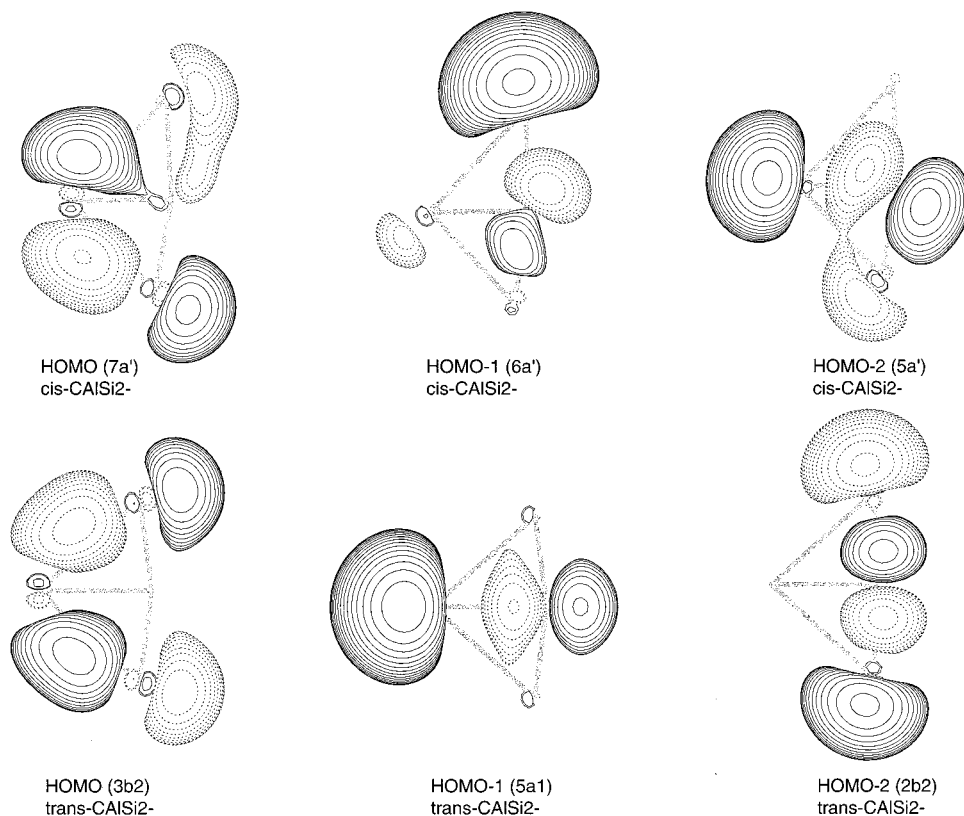 HOMO (7a')
cis-CAlSi2-
HOMO-1 (6a')
cis-CAlSi2-
HOMO-2 (5a')
cis-CAlSi2-
HOMO (3b2)
trans-CAlSi2-
HOMO-1 (5a1)
trans-CAlSi2-
HOMO-2 (2b2)
trans-CAlSi2-